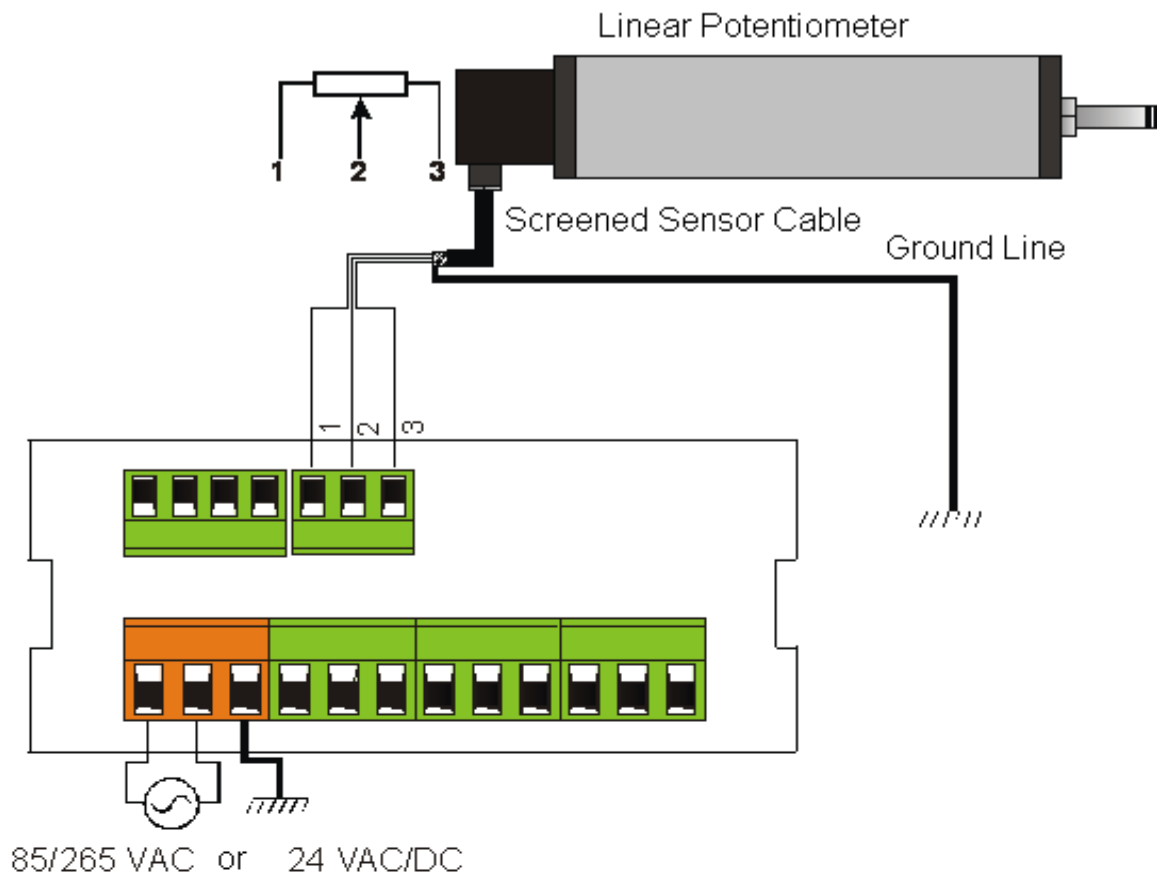 Linear Potentiometer
1 2 3
Screened Sensor Cable
Ground Line
1 2 3
85/265 VAC or 24 VAC/DC